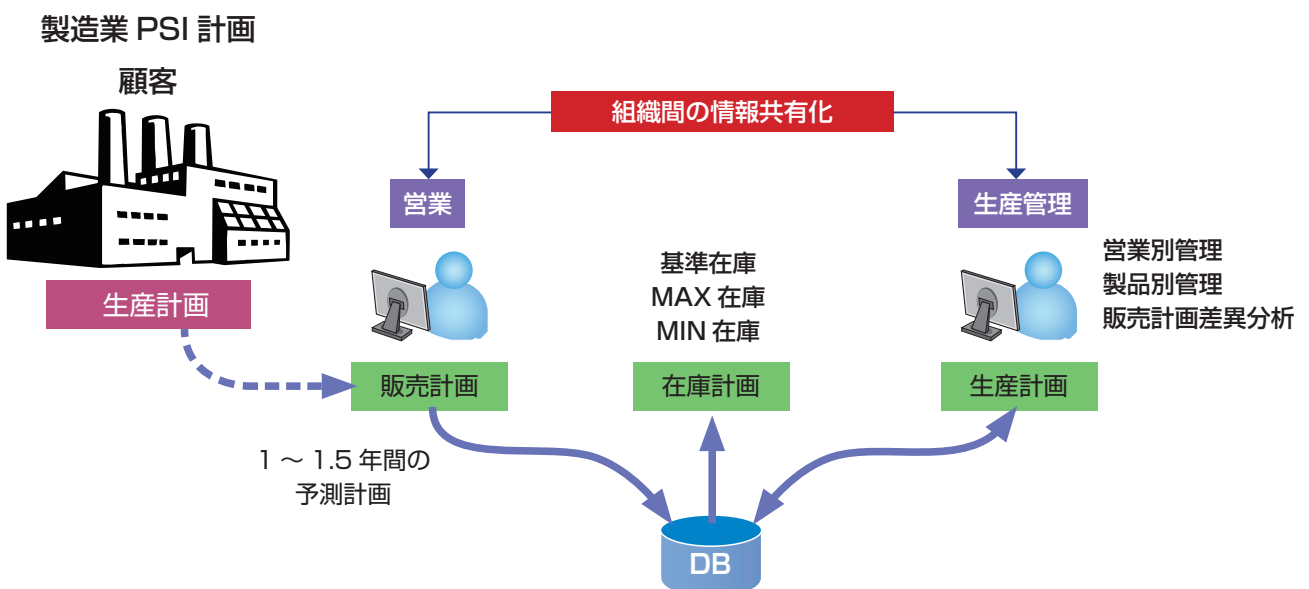 製造業 PSI 計画
顧客
組織間の情報共有化
営業
生産管理
生産計画
基準在庫
MAX 在庫
MIN 在庫
営業別管理
製品別管理
販売計画差異分析
販売計画
在庫計画
生産計画
1 ~ 1.5 年間の
予測計画
DB